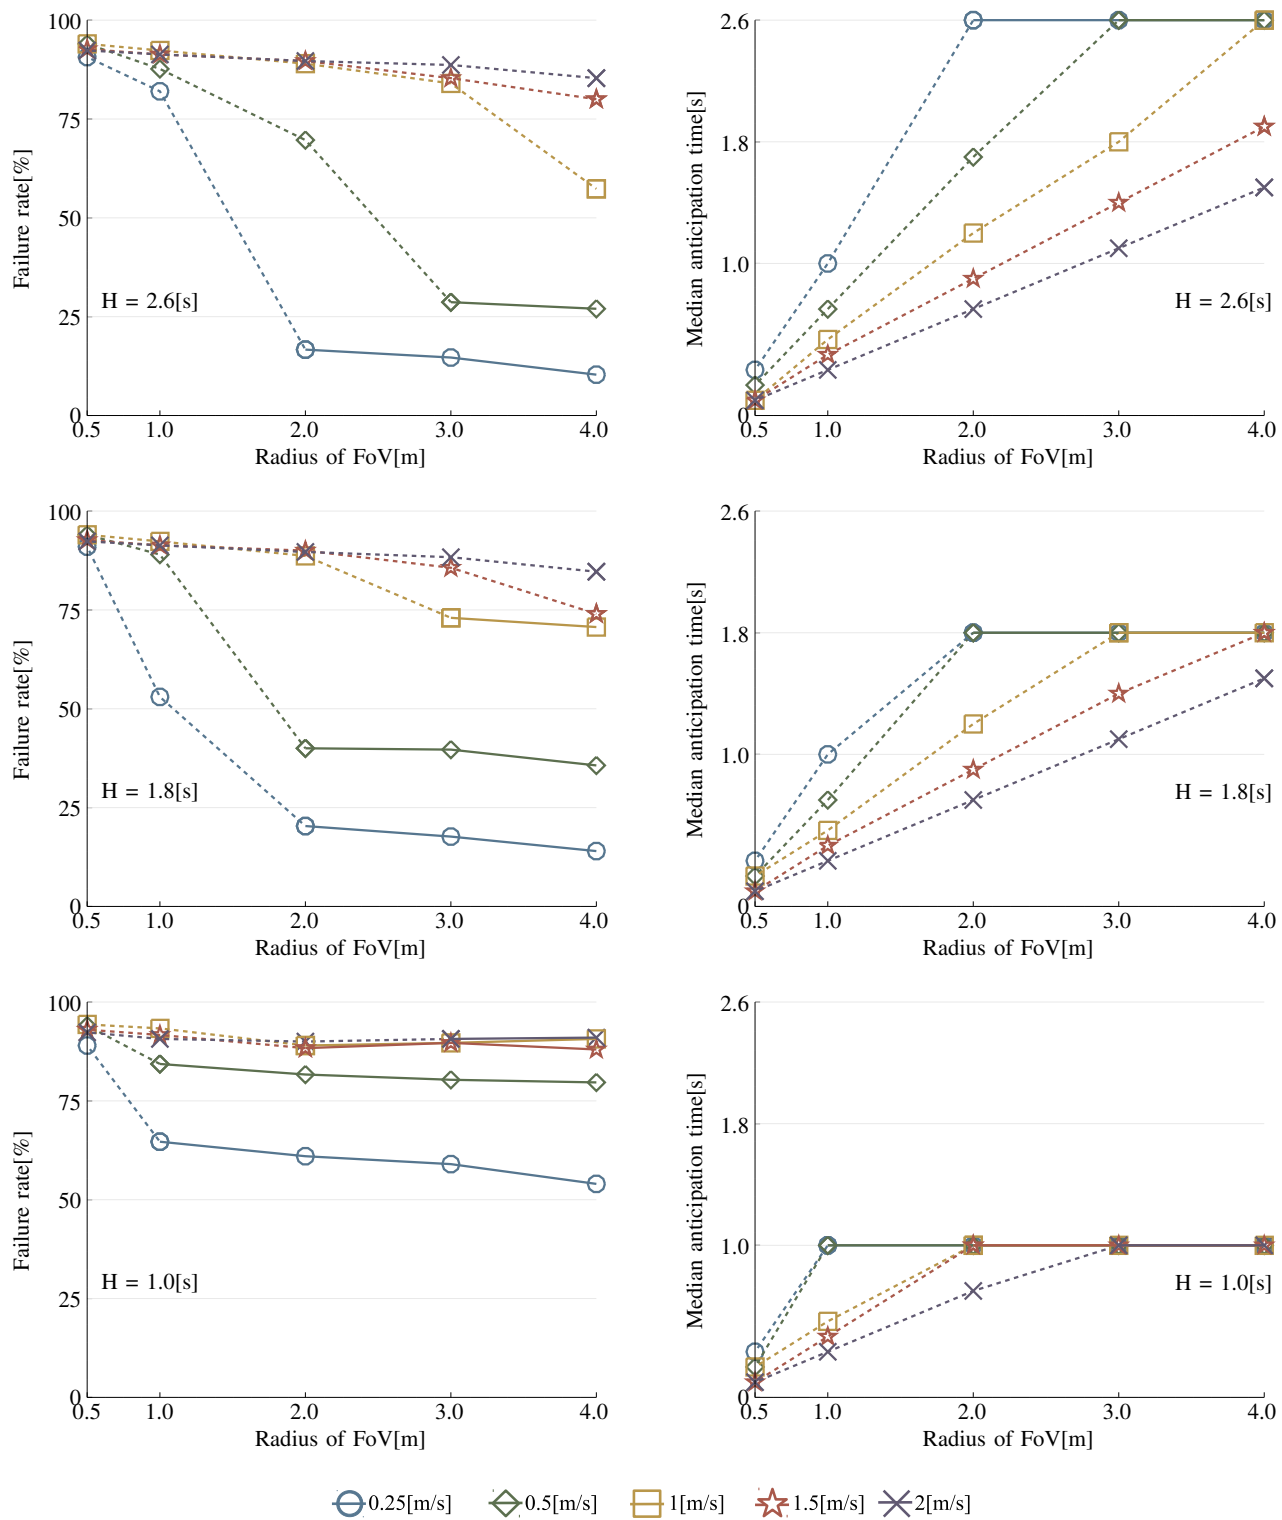 100
75
50
25
0
Failure rate[%]
H = 2.6[s]
0.5 1.0 2.0 3.0 4.0
Radius of FoV[m]
2.6
1.8
1.0
0
Median anticipation time[s]
H = 2.6[s]
0.5 1.0 2.0 3.0 4.0
Radius of FoV[m]
100
75
50
25
0
Failure rate[%]
H = 1.8[s]
0.5 1.0 2.0 3.0 4.0
Radius of FoV[m]
2.6
1.8
1.0
0
Median anticipation time[s]
H = 1.8[s]
0.5 1.0 2.0 3.0 4.0
Radius of FoV[m]
100
75
50
25
0
Failure rate[%]
H = 1.0[s]
0.5 1.0 2.0 3.0 4.0
Radius of FoV[m]
2.6
1.8
1.0
0
Median anticipation time[s]
H = 1.0[s]
0.5 1.0 2.0 3.0 4.0
Radius of FoV[m]
0.25[m/s] 0.5[m/s] 1[m/s] 1.5[m/s] 2[m/s]